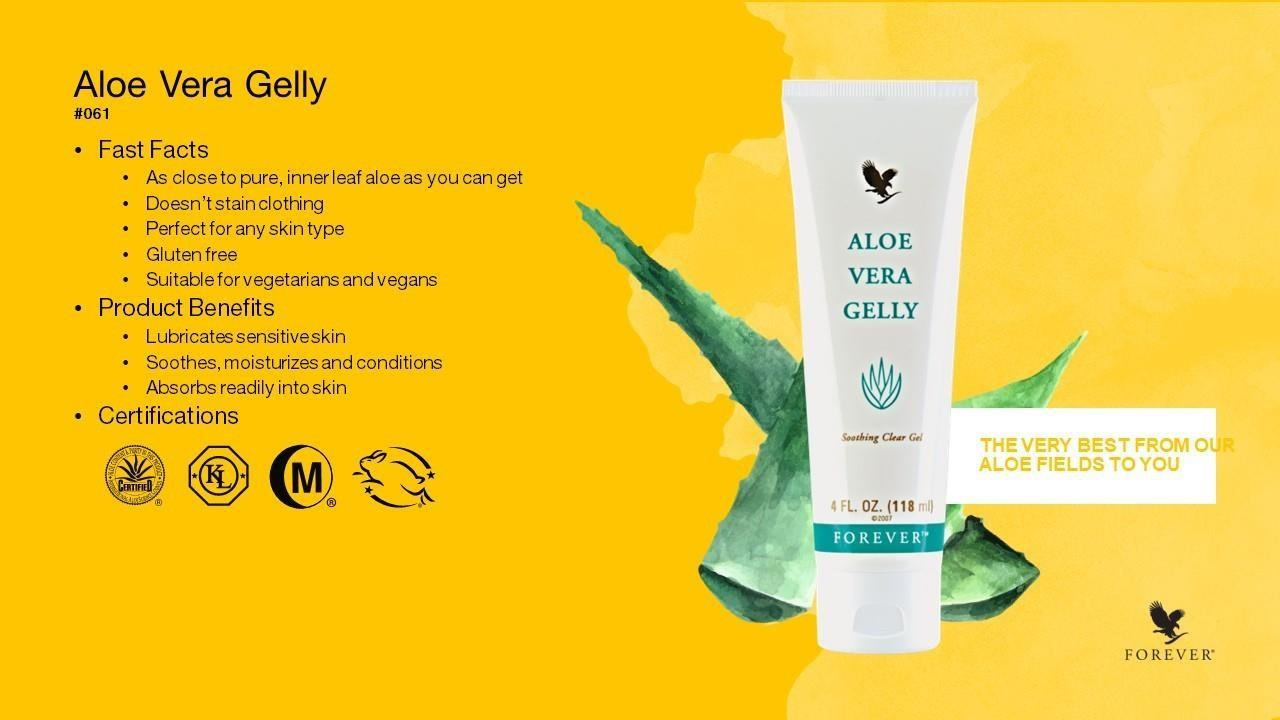 Aloe Vera Gelly
#061
• Fast Facts
• As close to pure, inner leaf aloe as you can get
• Doesn't stain clothing
• Perfect for any skin type
• Gluten free
• Suitable for vegetarians and vegans
• Product Benefits
• Lubricates sensitive skin
• Soothes, moisturizes and conditions
• Absorbs readily into skin
• Certifications
CERTIFIED
®
KL
M
®
ALOE
VERA
GELLY
Soothing Clear Gel
4 FL. OZ. (118 ml)
©2007
FOREVER™
THE VERY BEST FROM OUR
ALOE FIELDS TO YOU
FOREVER®